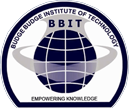 BUDGE BUDGE INSTITUTE OF TECHNOLOGY
BBIT
EMPOWERING KNOWLEDGE